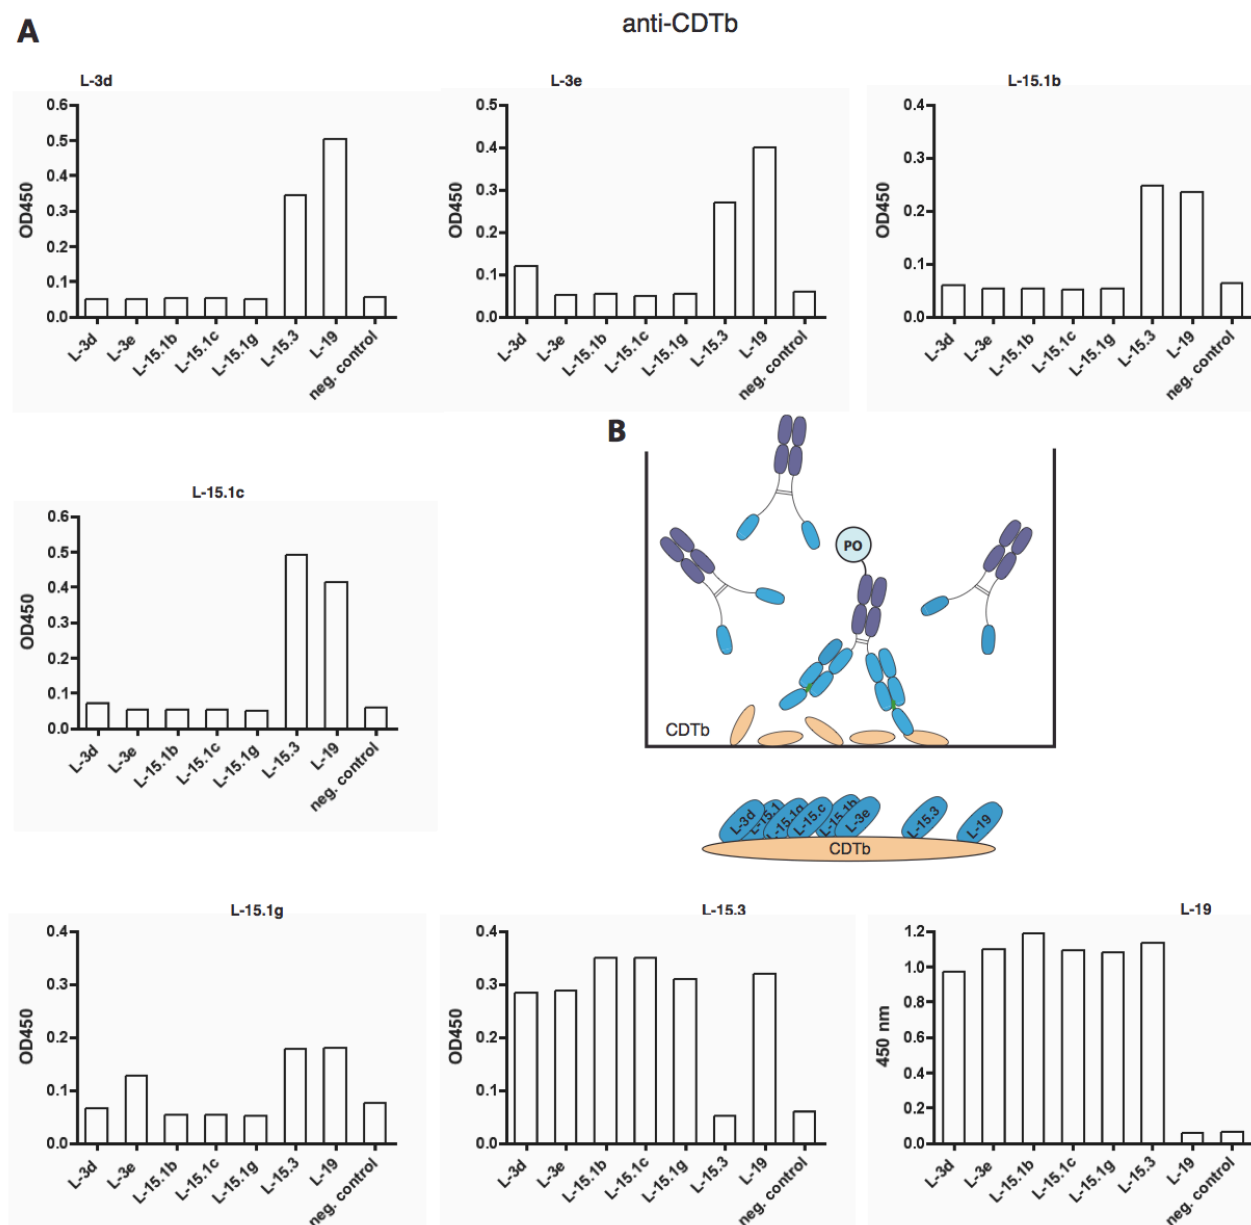 A
anti-CDTb
L-3d
OD450
0.6
0.5
0.4
0.3
0.2
0.1
0.0
L-3d
L-3e
L-15.1b
L-15.1c
L-15.1g
L-15.3
L-19
neg. control
L-3e
OD450
0.5
0.4
0.3
0.2
0.1
0.0
L-3d
L-3e
L-15.1b
L-15.1c
L-15.1g
L-15.3
L-19
neg. control
L-15.1b
OD450
0.4
0.3
0.2
0.1
0.0
L-3d
L-3e
L-15.1b
L-15.1c
L-15.1g
L-15.3
L-19
neg. control
L-15.1c
OD450
0.6
0.5
0.4
0.3
0.2
0.1
0.0
L-3d
L-3e
L-15.1b
L-15.1c
L-15.1g
L-15.3
L-19
neg. control
B
PO
CDTb
L-3d
L-15.1
L-15.1g
L-15.c
L-15.1b
L-3e
L-15.3
L-19
CDTb
L-15.1g
OD450
0.4
0.3
0.2
0.1
0.0
L-3d
L-3e
L-15.1b
L-15.1c
L-15.1g
L-15.3
L-19
neg. control
L-15.3
OD450
0.4
0.3
0.2
0.1
0.0
L-3d
L-3e
L-15.1b
L-15.1c
L-15.1g
L-15.3
L-19
neg. control
L-19
450 nm
1.2
1.0
0.8
0.6
0.4
0.2
0.0
L-3d
L-3e
L-15.1b
L-15.1c
L-15.1g
L-15.3
L-19
neg. control